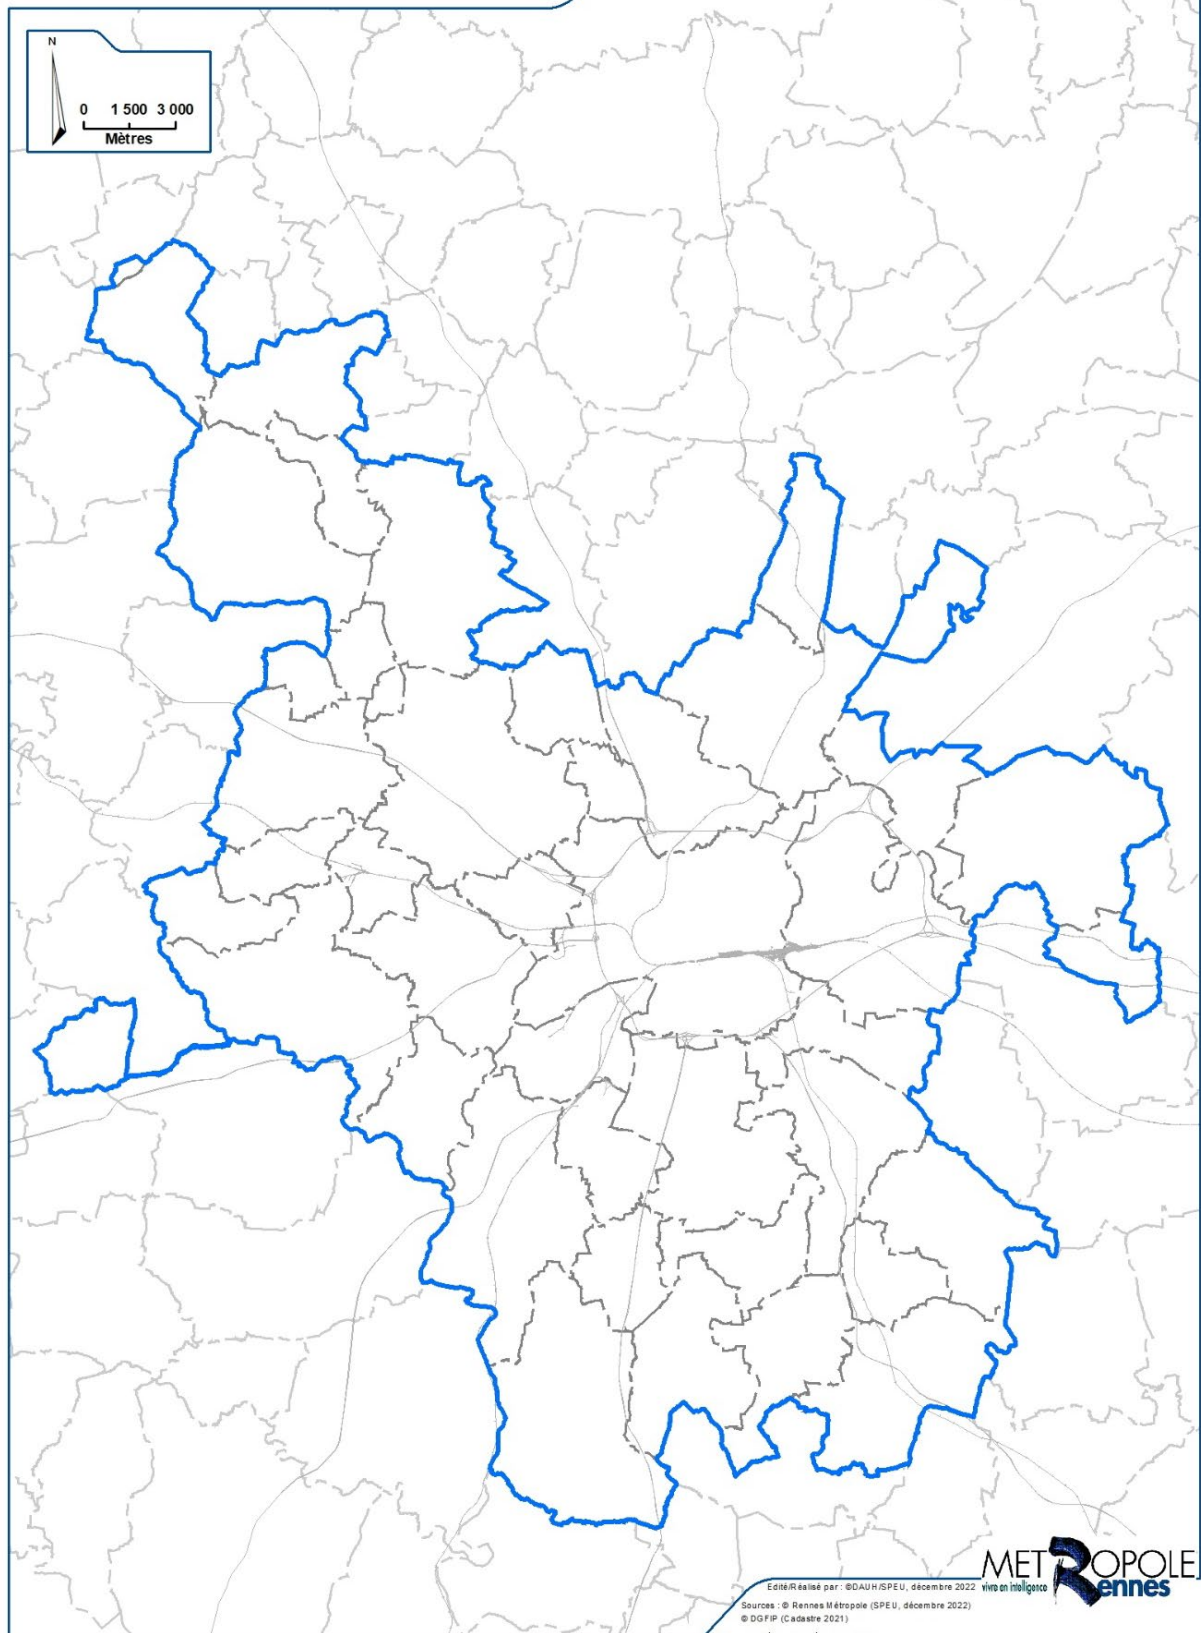 N
0 1 500 3 000
Mètres
METROPOLE
vivre en intelligence Rennes
Edité/Réalisé par : ©DAUH/SPEU, décembre 2022
Sources : © Rennes Métropole (SPEU, décembre 2022)
© DGFIP (Cadastre 2021)